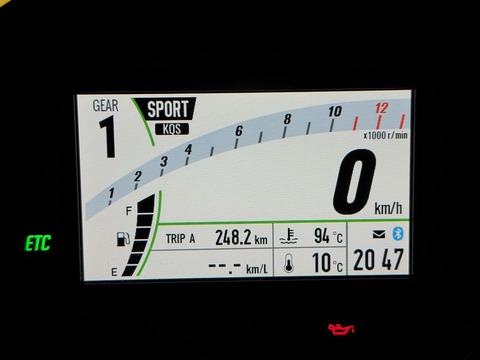 GEAR
1
SPORT
KQS
1 2 3 4 6 8 10 12
x1000 r/min
0 km/h
F
E
ETC
TRIP A 248.2 km
--.- km/L
94 °C
10 °C
20 47